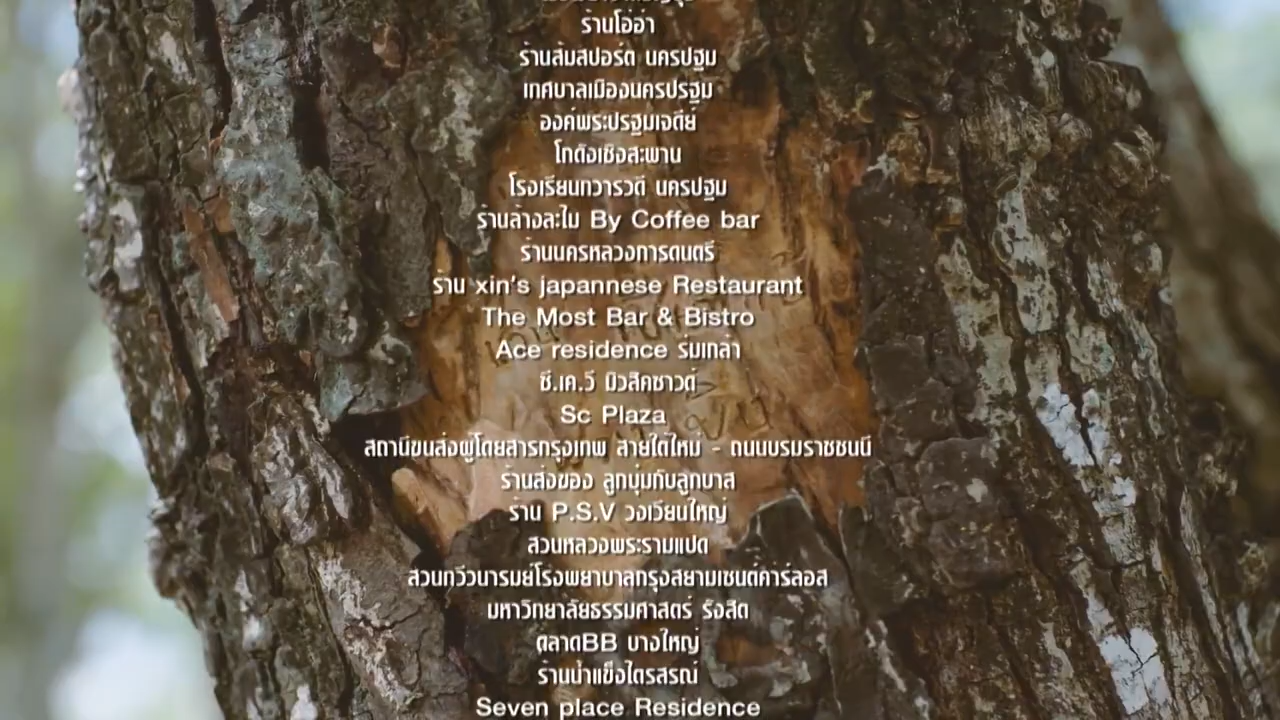 ร้านโอ่อา
ร้านส้มสปอร์ต นครปฐม
เทศบาลเมืองนครปรฐม
องค์พระปรฐมเจดีย์
โกดังเชิงสะพาน
โรงเรียนทวารวดี นครปฐม
ร้านล้างละไม By Coffee bar
ร้านนครหลวงการดนตรี
ร้าน xin's japannese Restaurant
The Most Bar & Bistro
Ace residence ร่มเกล้า
ซี.เค.วี มิวสิคซาวด์
Sc Plaza
สถานีขนส่งผู้โดยสารกรุงเทพ สายใต้ใหม่ - ถนนบรมราชชนนี
ร้านส่งของ ลูกบุ่มกับลูกบาส
ร้าน P.S.V วงเวียนใหญ่
สวนหลวงพระรามแปด
สวนทวีวนารมย์โรงพยาบาลกรุงสยามเซนต์คาร์ลอส
มหาวิทยาลัยธรรมศาสตร์ รังสิต
ตลาดBB บางใหญ่
ร้านน้ำแข็งไตรสรณ์
Seven place Residence